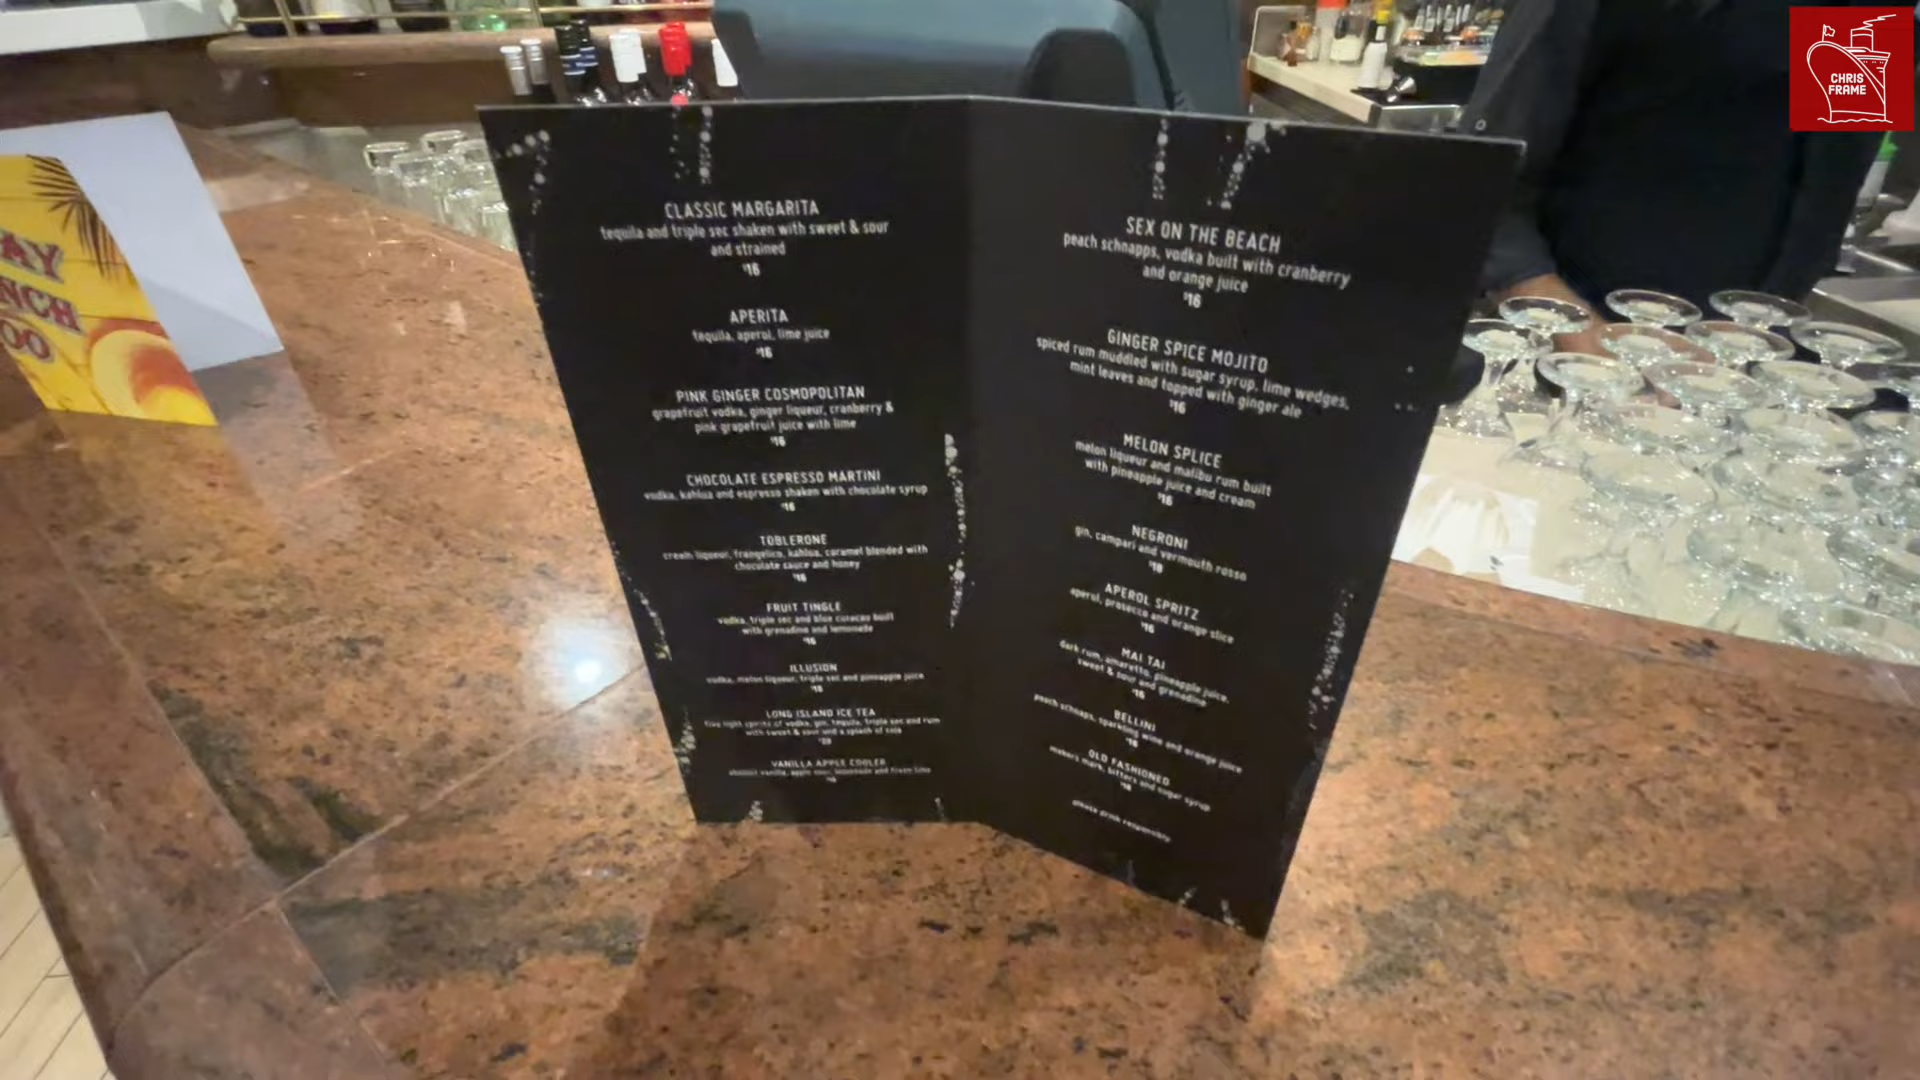 CHRIS
FRAME
AY
NCH
OO
CLASSIC MARGARITA
tequila and triple sec shaken with sweet & sour
and strained
$16
APERITA
tequila, aperol, lime juice
$16
PINK GINGER COSMOPOLITAN
grapefruit vodka, ginger liqueur, cranberry &
pink grapefruit juice with lime
$16
CHOCOLATE ESPRESSO MARTINI
vodka, kahlua and espresso shaken with chocolate syrup
$16
TOBLERONE
cream liqueur, frangelico, kahlua, caramel blended with
chocolate sauce and honey
$16
FRUIT TINGLE
vodka, triple sec and blue curacao built
with grenadine and lemonade
$16
ILLUSION
vodka, melon liqueur, triple sec and pineapple juice
$16
LONG ISLAND ICE TEA
five light spirits of vodka, gin, tequila, triple sec and rum
with sweet & sour and a splash of cola
VANILLA APPLE COOLER
vanilla, apple sour, lemonade and fresh lime
SEX ON THE BEACH
peach schnapps, vodka built with cranberry
and orange juice
$16
GINGER SPICE MOJITO
spiced rum muddled with sugar syrup, lime wedges,
mint leaves and topped with ginger ale
$16
MELON SPLICE
melon liqueur and malibu rum built
with pineapple juice and cream
$16
NEGRONI
gin, campari and vermouth rosso
APEROL SPRITZ
aperol, prosecco and orange slice
$16
MAI TAI
dark rum, amaretto, pineapple juice,
sweet & sour and grenadine
$16
BELLINI
peach schnaps, sparkling wine and orange juice
$16
OLD FASHIONED
makers mark, bitters and sugar syrup
please drink responsibly